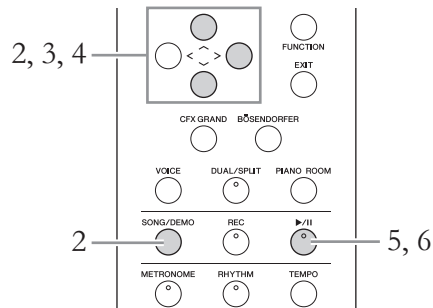 2, 3, 4
FUNCTION
EXIT
CFX GRAND BÖSENDORFER
VOICE DUAL/SPLIT PIANO ROOM
SONG/DEMO REC ►/II
2
5, 6
METRONOME RHYTHM TEMPO